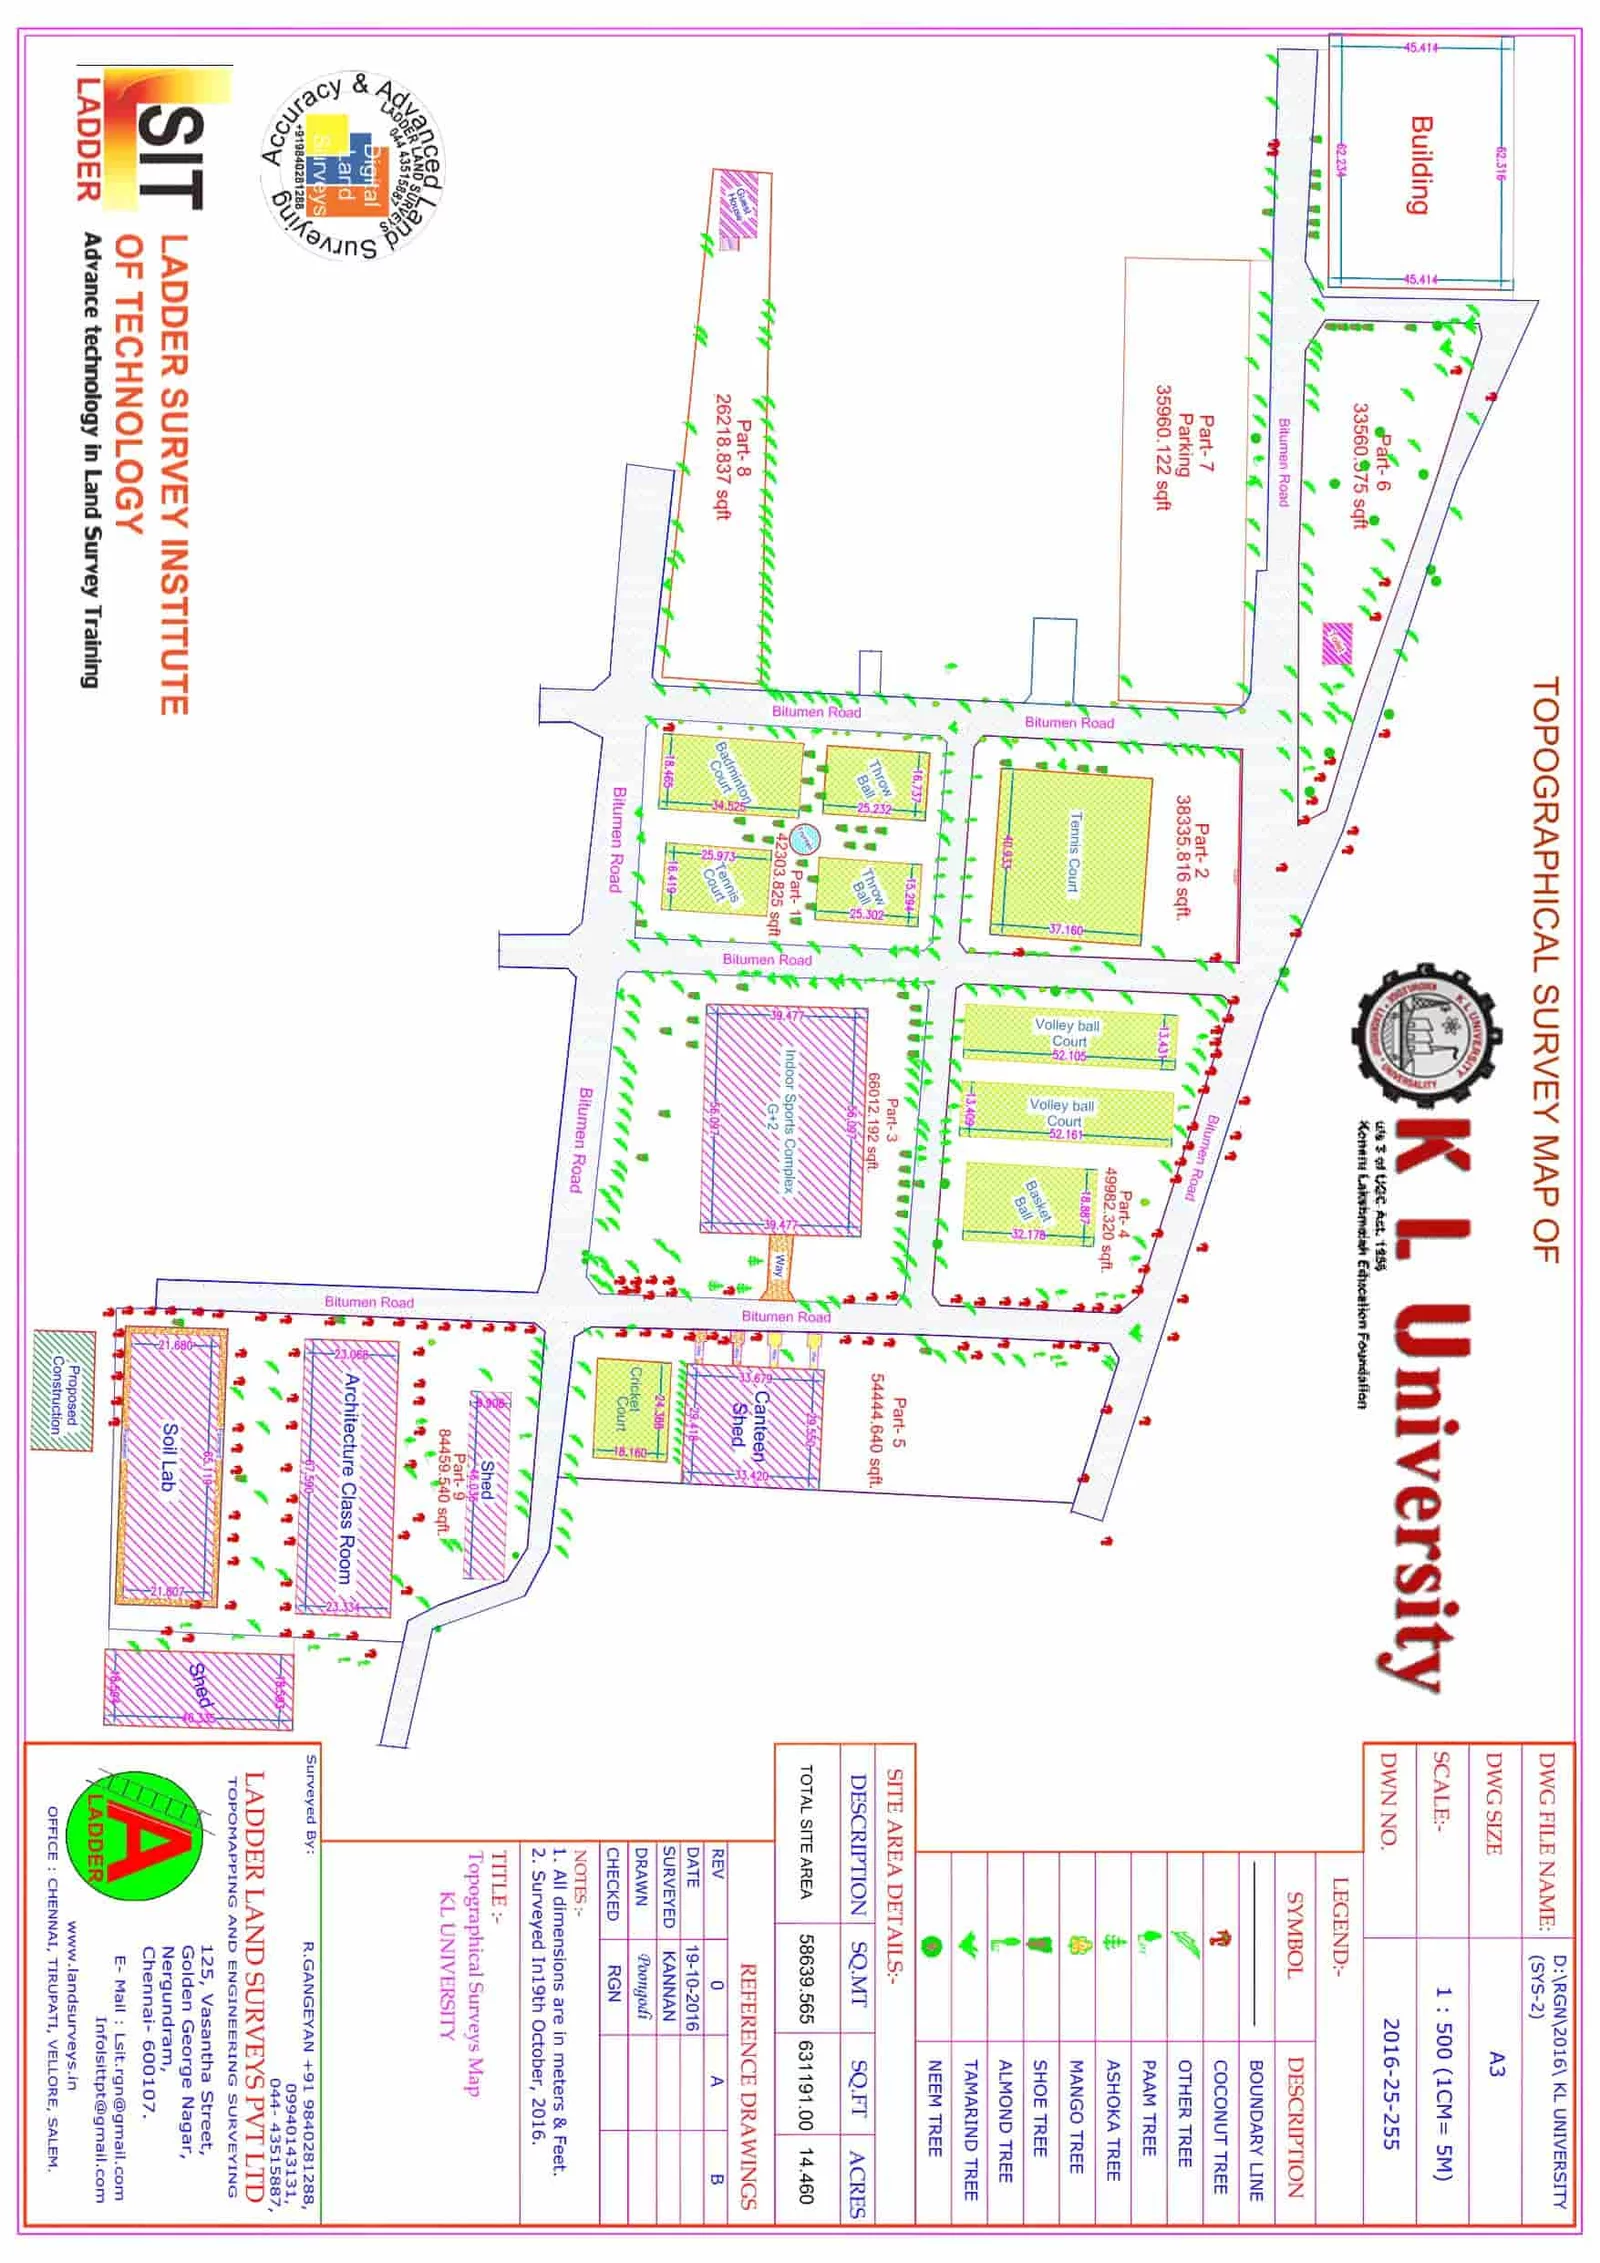 TOPOGRAPHICAL SURVEY MAP OF
K L University
U/s 3 of UGC Act. 1956
Koneru Lakshmaiah Education Foundation
K L UNIVERSITY
UNIVERSALITY
Building
45.414
62.316
62.234
45.414
Part- 6
33560.575 sqft
Toilet
Bitumen Road
Part- 7
Parking
35960.122 sqft
Guest
House
Part- 8
26218.837 sqft
Bitumen Road
Bitumen Road
Bitumen Road
Badminton
Court
18.465
34.525
Throw
Ball
16.737
25.232
Tennis
Court
25.973
16.419
Throw
Ball
15.294
25.302
Part- 1
42303.825 sqft
Part- 2
38335.816 sqft.
Tennis Court
40.933
37.160
Bitumen Road
Volley ball
Court
13.431
52.105
Volley ball
Court
13.409
52.161
Basket
Ball
18.887
32.178
Part- 4
49982.320 sqft.
Bitumen Road
Part- 3
66012.192 sqft.
Indoor Sports Complex
G+2
39.477
56.097
56.097
39.477
Way
Bitumen Road
Bitumen Road
Bitumen Road
Part- 5
54444.640 sqft.
Canteen
Shed
33.679
29.550
29.418
33.420
Cricket
Court
24.388
18.160
Shed
9.906
48.036
Part- 9
84459.540 sqft.
Architecture Class Room
23.068
67.590
23.334
Soil Lab
21.880
65.119
21.807
Proposed
Construction
Shed
18.593
18.594
46.335
Accuracy & Advanced Land Surveying
LADDER LAND SURVEYS
044 43515887
+919840281288
Digital
Land
Surveys
LSIT
LADDER
LADDER SURVEY INSTITUTE
OF TECHNOLOGY
Advance technology in Land Survey Training
DWG FILE NAME: D:\RGN\2016\ KL UNIVERSITY
(SYS-2)
DWG SIZE A3
SCALE:- 1 : 500 (1CM= 5M)
DWN NO. 2016-25-255
LEGEND:-
SYMBOL DESCRIPTION
BOUNDARY LINE
COCONUT TREE
OTHER TREE
PAAM TREE
ASHOKA TREE
MANGO TREE
SHOE TREE
ALMOND TREE
TAMARIND TREE
NEEM TREE
SITE AREA DETAILS:-
DESCRIPTION SQ.MT SQ.FT ACRES
TOTAL SITE AREA 58639.565 631191.00 14.460
REFERENCE DRAWINGS
REV 0 A B
DATE 19-10-2016
SURVEYED KANNAN
DRAWN Poongodi
CHECKED RGN
NOTES:-
1. All dimensions are in meters & Feet.
2. Surveyed In19th October, 2016.
TITLE :-
Topographical Surveys Map
KL UNIVERSITY
Surveyed By: R.GANGEYAN +91 9840281288,
09940143131,
044- 43515887,
LADDER LAND SURVEYS PVT LTD
TOPOMAPPING AND ENGINEERING SURVEYING
125, Vasantha Street,
Golden George Nagar,
Nergundram,
Chennai- 600107.
E- Mail : Lsit.rgn@gmail.com
Infolsittpt@gmail.com
www.landsurveys.in
OFFICE : CHENNAI, TIRUPATI, VELLORE, SALEM.
A
LADDER